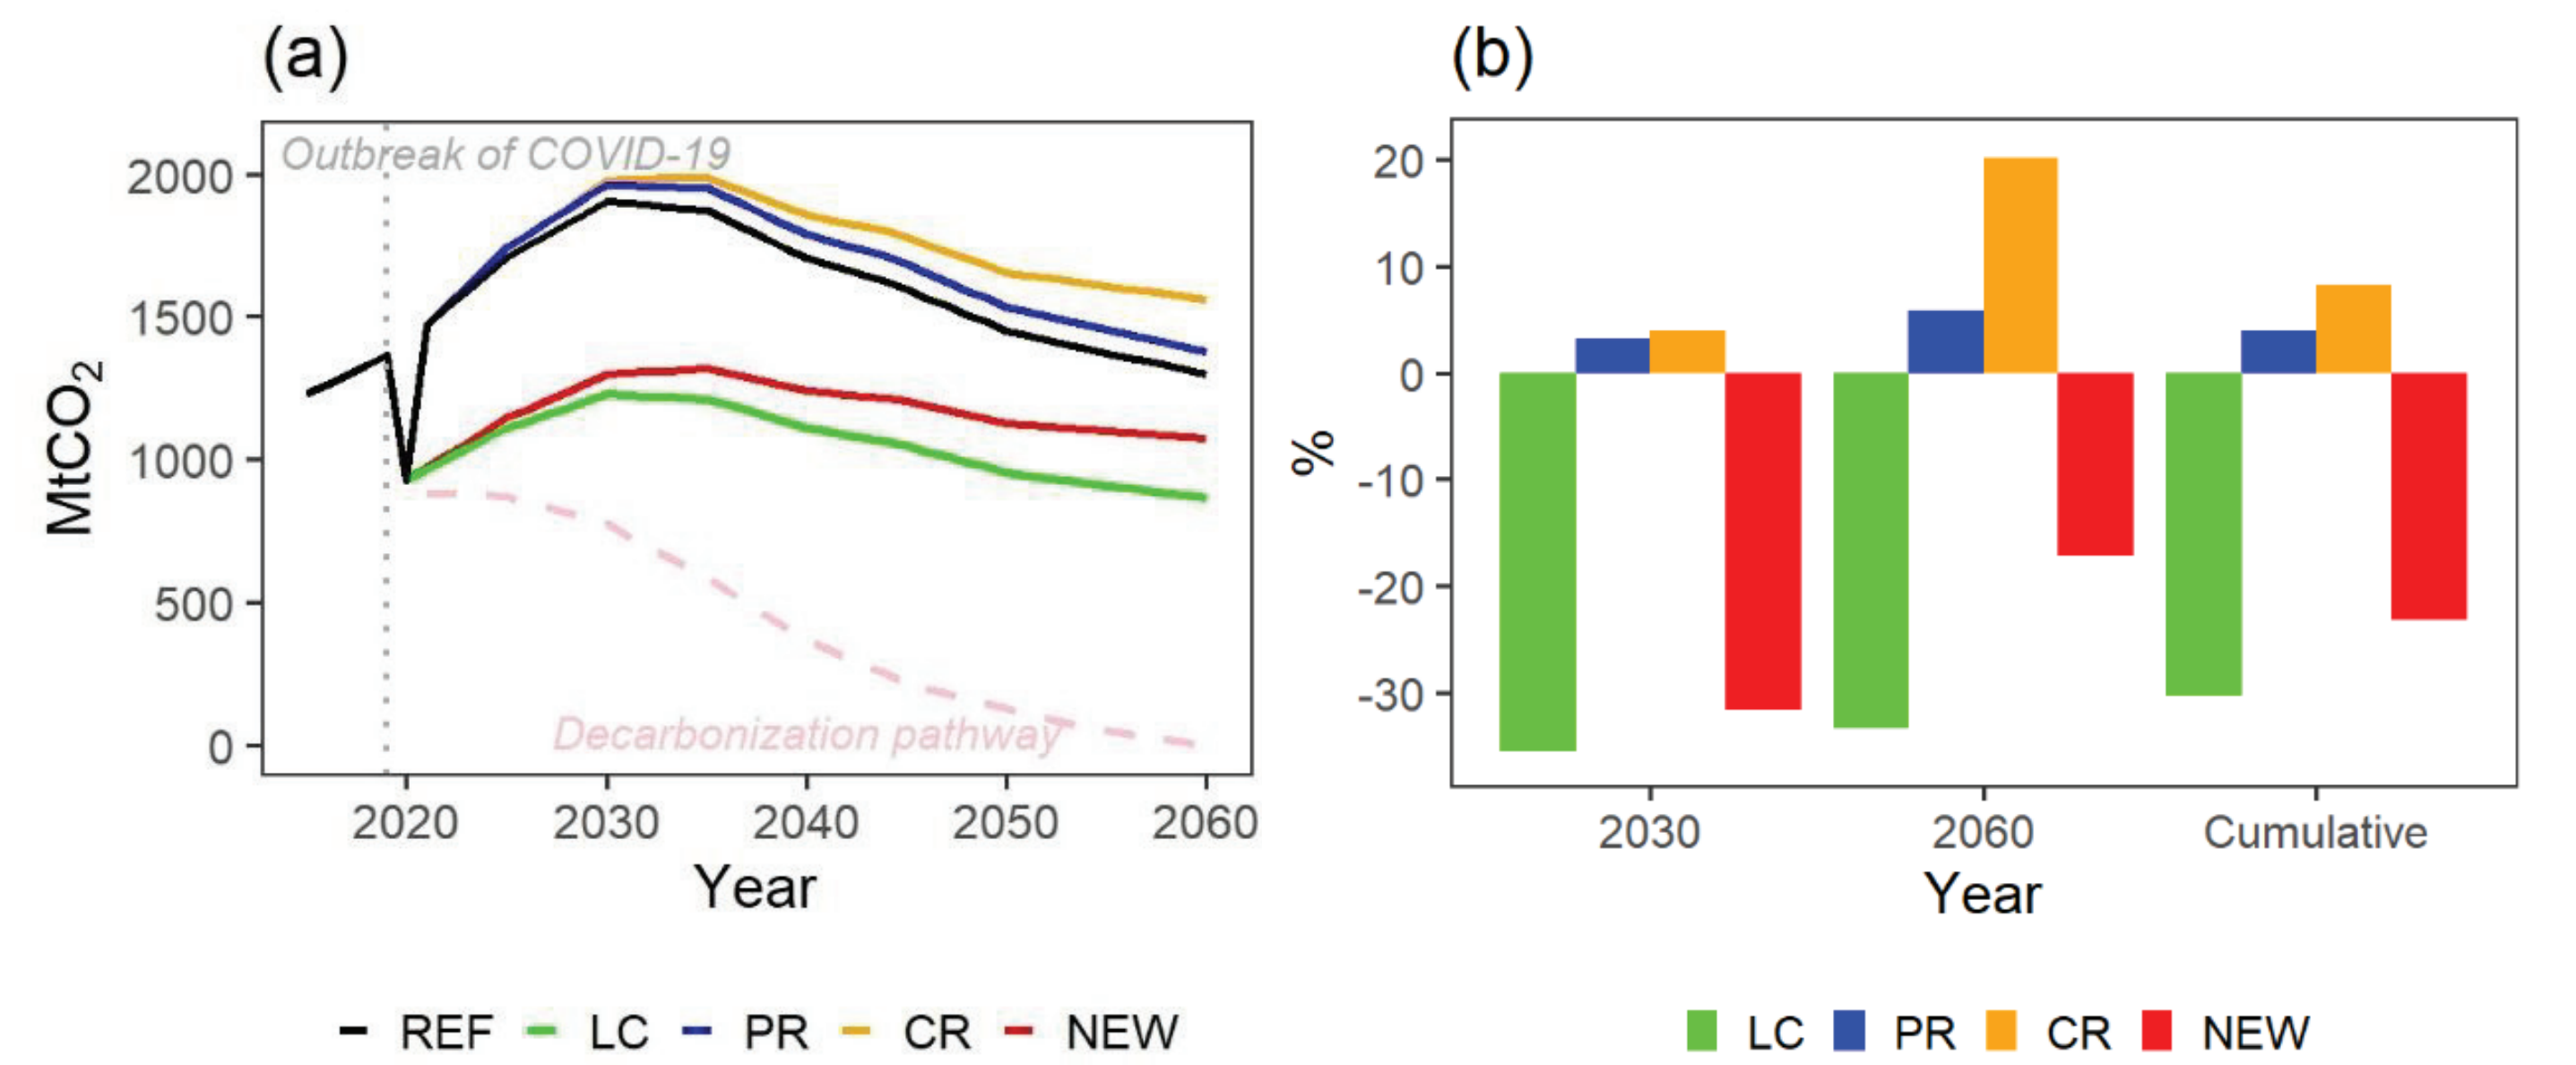 (a)
Outbreak of COVID-19
2000
1500
1000
500
0
MtCO₂
Decarbonization pathway
2020 2030 2040 2050 2060
Year
REF LC PR CR NEW
(b)
20
10
0
-10
-20
-30
%
2030 2060 Cumulative
Year
LC PR CR NEW